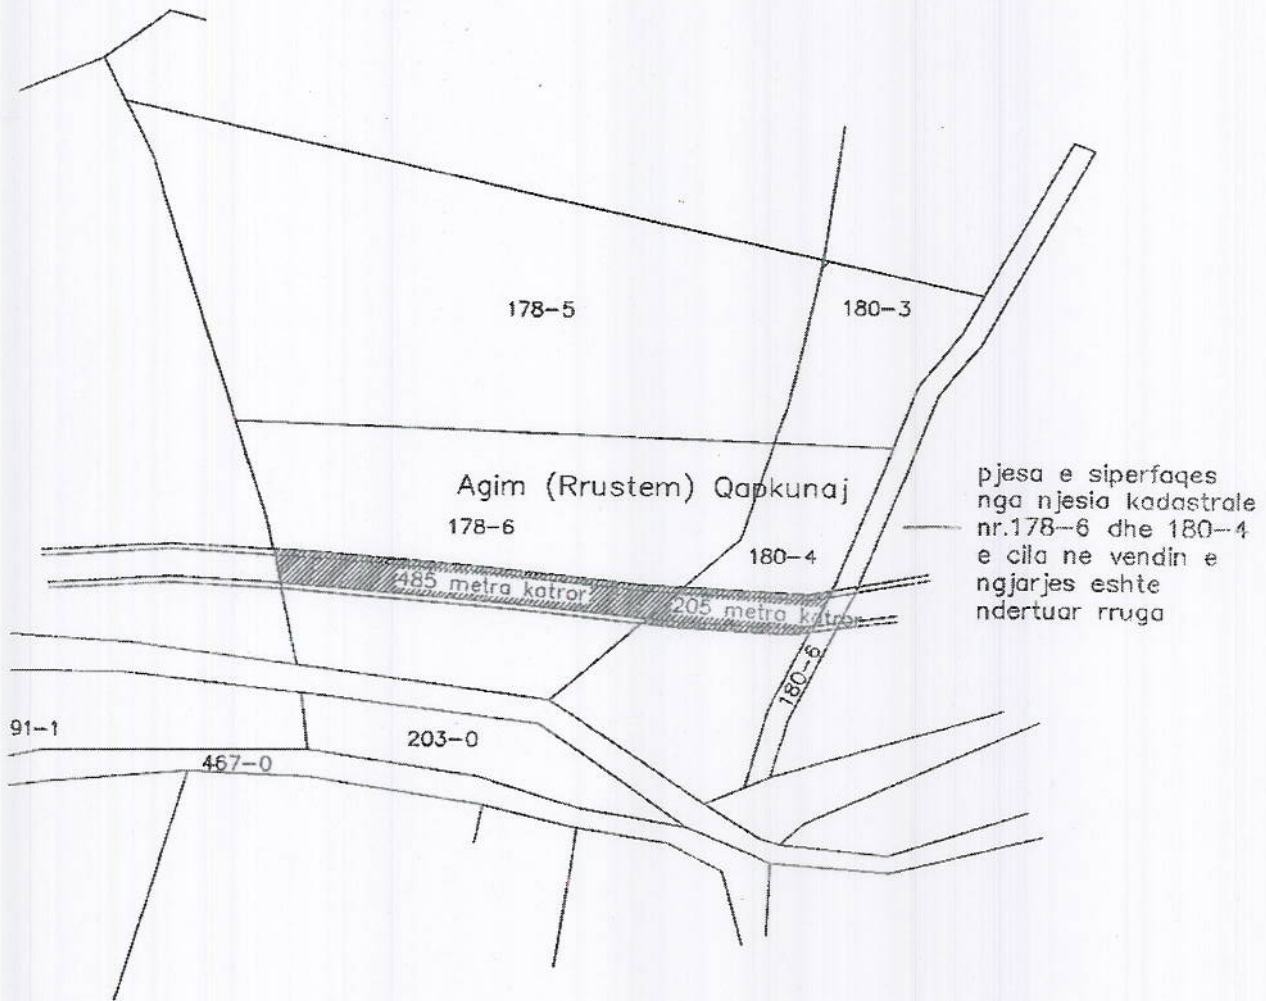 178-5
180-3
Agim (Rrustem) Qapkunaj
178-6
180-4
pjesa e siperfaqes
nga njesia kadastrale
nr.178-6 dhe 180-4
e cila ne vendin e
ngjarjes eshte
ndertuar rruga
485 metra katror
205 metra katror
180-6
91-1
203-0
467-0